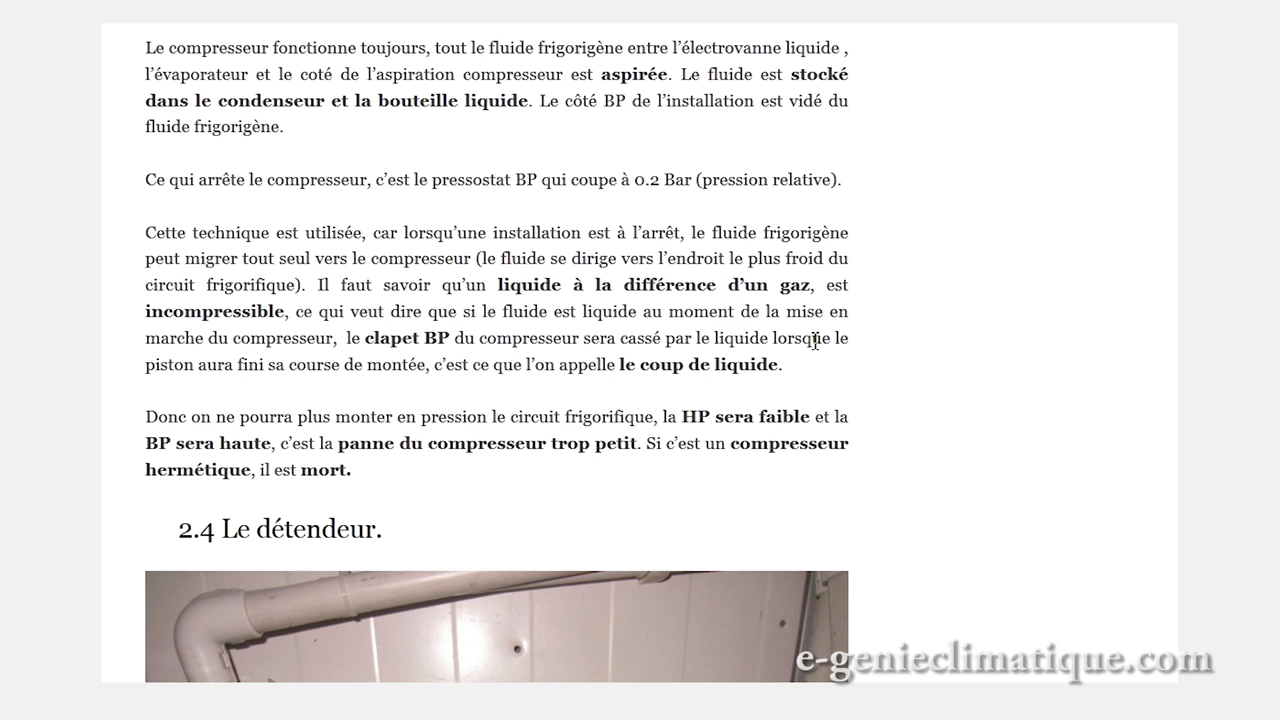 Le compresseur fonctionne toujours, tout le fluide frigorigène entre l’électrovanne liquide ,
l’évaporateur et le coté de l’aspiration compresseur est aspirée. Le fluide est stocké
dans le condenseur et la bouteille liquide. Le côté BP de l’installation est vidé du
fluide frigorigène.
Ce qui arrête le compresseur, c’est le pressostat BP qui coupe à 0.2 Bar (pression relative).
Cette technique est utilisée, car lorsqu’une installation est à l’arrêt, le fluide frigorigène
peut migrer tout seul vers le compresseur (le fluide se dirige vers l’endroit le plus froid du
circuit frigorifique). Il faut savoir qu’un liquide à la différence d’un gaz, est
incompressible, ce qui veut dire que si le fluide est liquide au moment de la mise en
marche du compresseur, le clapet BP du compresseur sera cassé par le liquide lorsque le
piston aura fini sa course de montée, c’est ce que l’on appelle le coup de liquide.
Donc on ne pourra plus monter en pression le circuit frigorifique, la HP sera faible et la
BP sera haute, c’est la panne du compresseur trop petit. Si c’est un compresseur
hermétique, il est mort.
2.4 Le détendeur.
e-genieclimatique.com